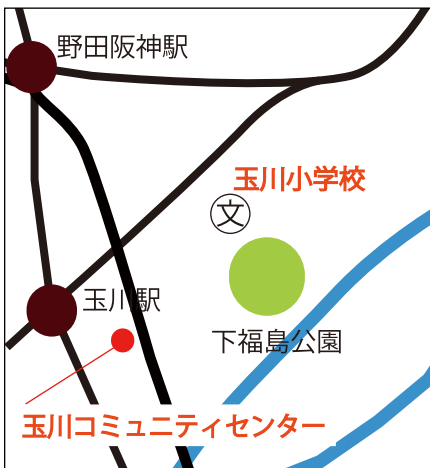 野田阪神駅
玉川小学校
文
玉川駅
下福島公園
玉川コミュニティセンター